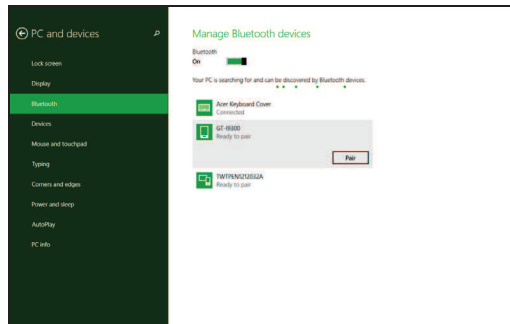 PC and devices
Lock screen
Display
Bluetooth
Devices
Mouse and touchpad
Typing
Corners and edges
Power and sleep
AutoPlay
PC info
Manage Bluetooth devices
Bluetooth
On
Your PC is searching for and can be discovered by Bluetooth devices.
Acer Keyboard Cover
Connected
GT-I9300
Ready to pair
Pair
Ready to pair